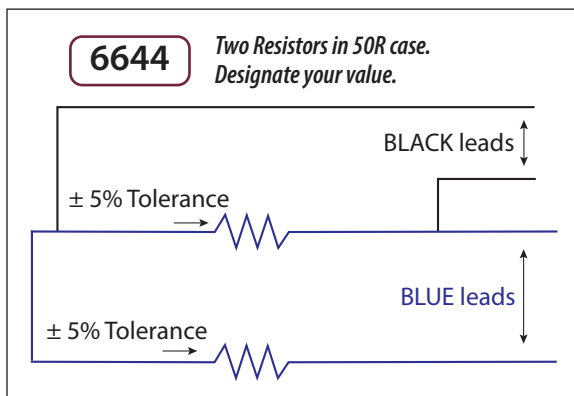 6644
Two Resistors in 50R case.
Designate your value.
BLACK leads
± 5% Tolerance
BLUE leads
± 5% Tolerance